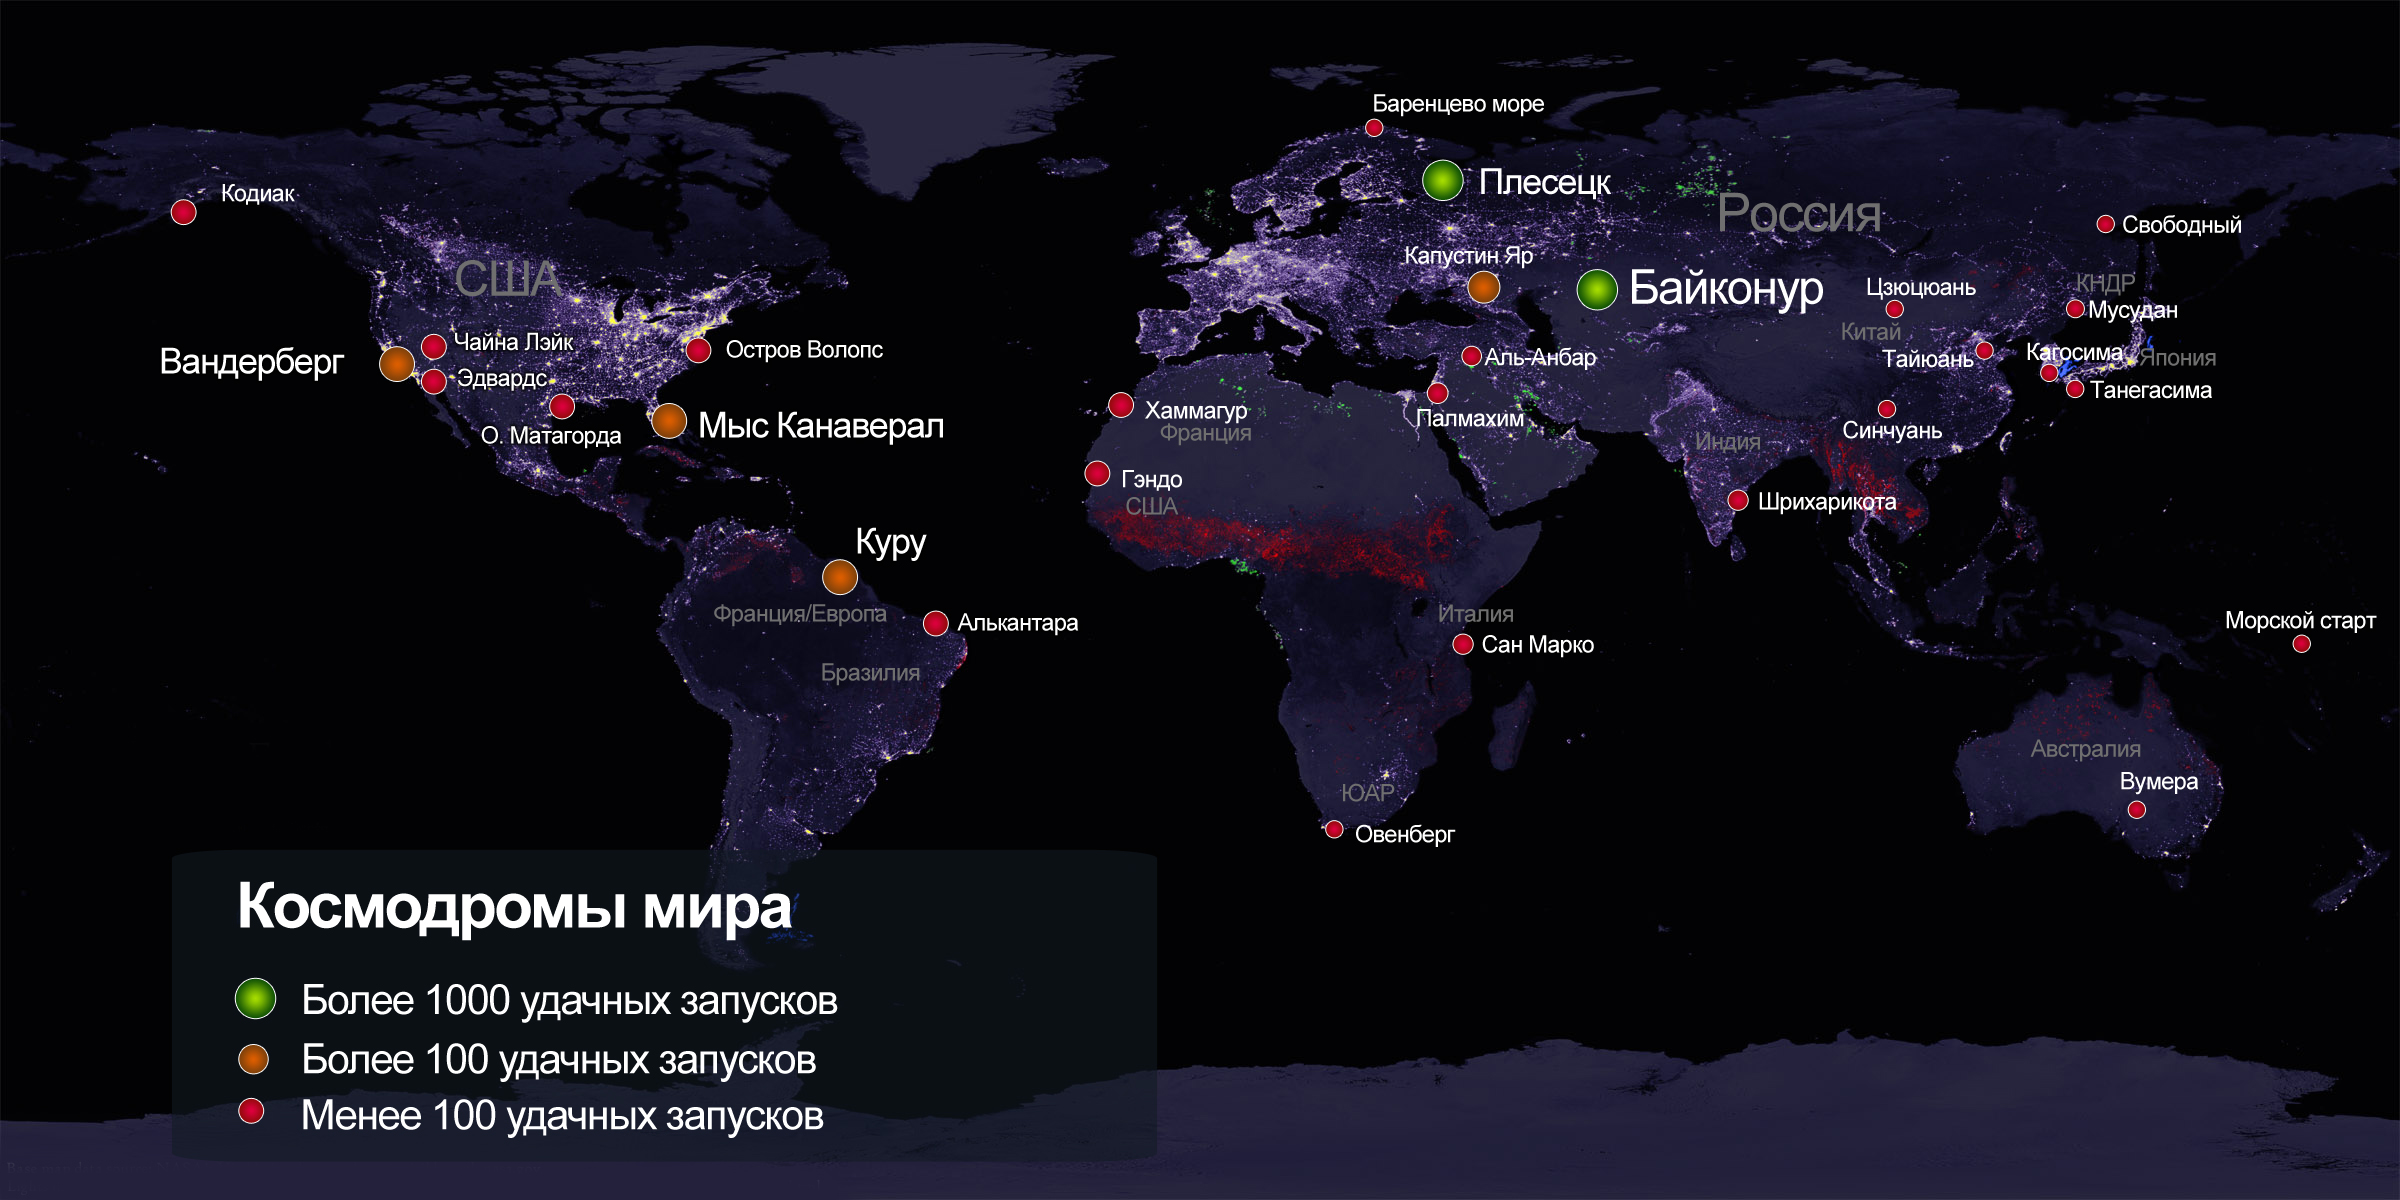 Баренцево море
Плесецк
Кодиак
Россия
Свободный
США
Капустин Яр
Байконур
Цзюцюань
КНДР
Мусудан
Китай
Чайна Лэйк
Остров Волопс
Вандерберг
Эдвардс
Аль-Анбар
Тайюань
Кагосима
Япония
Танегасима
О. Матагорда
Мыс Канаверал
Хаммагур
Франция
Палмахим
Индия
Синчуань
Гэндо
США
Шрихарикота
Куру
Франция/Европа
Алькантара
Италия
Сан Марко
Морской старт
Бразилия
Австралия
Вумера
ЮАР
Овенберг
Космодромы мира
Более 1000 удачных запусков
Более 100 удачных запусков
Менее 100 удачных запусков